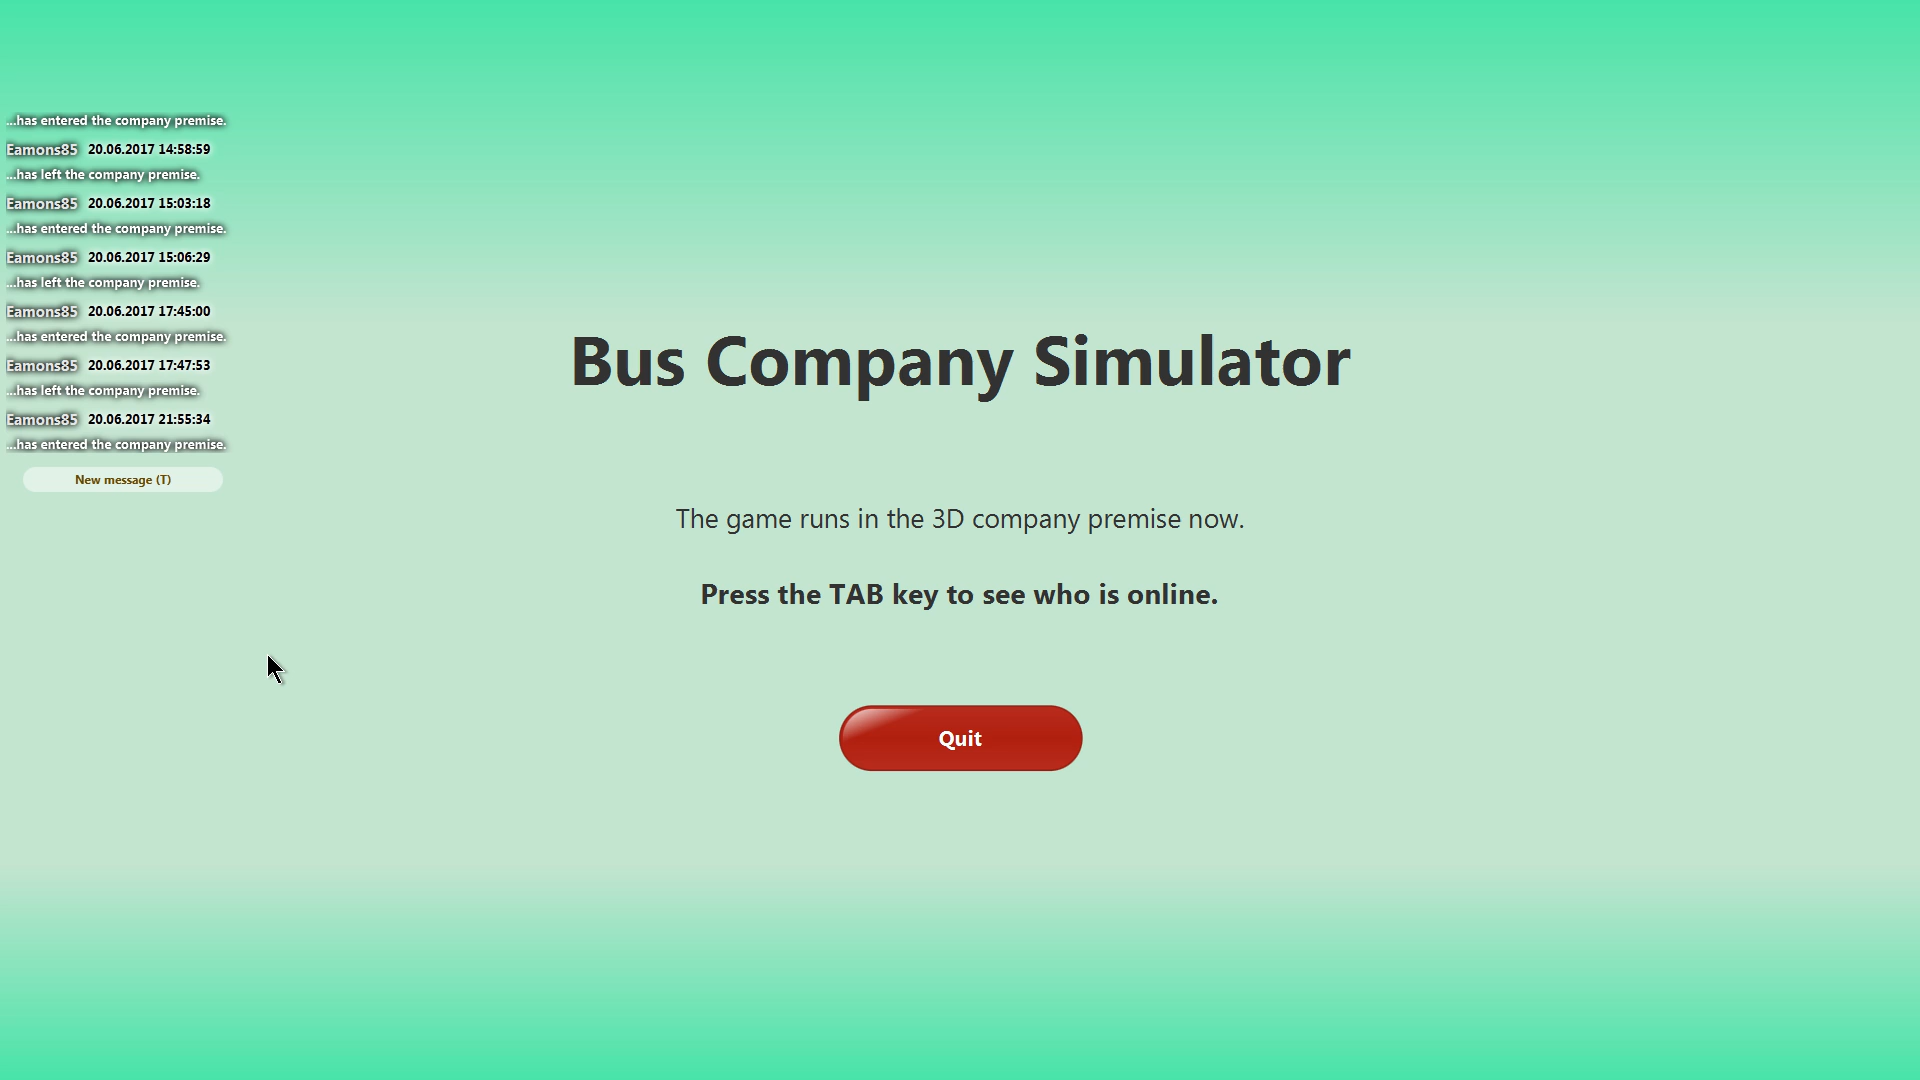 ...has entered the company premise.
Eamons85 20.06.2017 14:58:59
...has left the company premise.
Eamons85 20.06.2017 15:03:18
...has entered the company premise.
Eamons85 20.06.2017 15:06:29
...has left the company premise.
Eamons85 20.06.2017 17:45:00
...has entered the company premise.
Eamons85 20.06.2017 17:47:53
...has left the company premise.
Eamons85 20.06.2017 21:55:34
...has entered the company premise.
New message (T)
Bus Company Simulator
The game runs in the 3D company premise now.
Press the TAB key to see who is online.
Quit